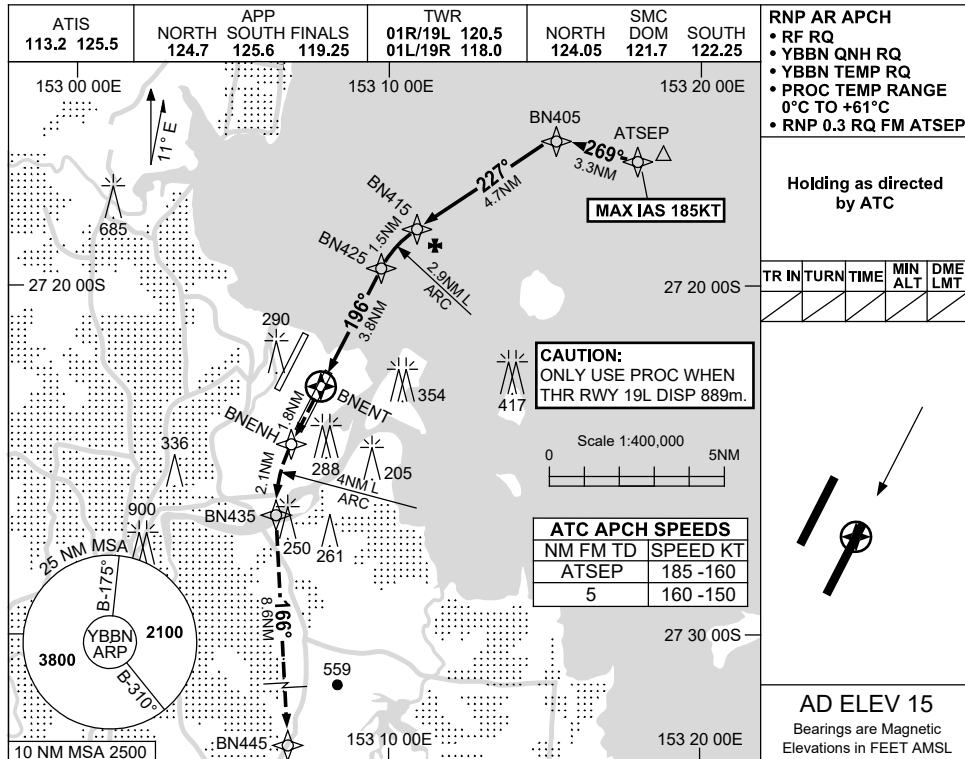 ATIS
113.2 125.5
APP
NORTH SOUTH FINALS
124.7 125.6 119.25
TWR
01R/19L 120.5
01L/19R 118.0
SMC
NORTH DOM SOUTH
124.05 121.7 122.25
RNP AR APCH
• RF RQ
• YBBN QNH RQ
• YBBN TEMP RQ
• PROC TEMP RANGE
0°C TO +61°C
• RNP 0.3 RQ FM ATSEP
Holding as directed
by ATC
TR IN TURN TIME MIN ALT DME LMT
153 00 00E
153 10 00E
153 20 00E
11° E
BN405
ATSEP
269°
3.3NM
MAX IAS 185KT
227°
4.7NM
BN415
1.5NM
BN425
2.9NM L
ARC
685
27 20 00S
27 20 00S
196°
3.8NM
290
BNENT
354
417
CAUTION:
ONLY USE PROC WHEN
THR RWY 19L DISP 889m.
1.8NM
BNENH
288
205
336
2.1NM
4NM L
ARC
Scale 1:400,000
0 5NM
BN435
250
261
900
25 NM MSA
B-175°
YBBN
ARP
2100
3800
B-310°
166°
8.6NM
ATC APCH SPEEDS
NM FM TD SPEED KT
ATSEP 185 -160
5 160 -150
27 30 00S
559
BN445
10 NM MSA 2500
153 10 00E
153 20 00E
AD ELEV 15
Bearings are Magnetic
Elevations in FEET AMSL